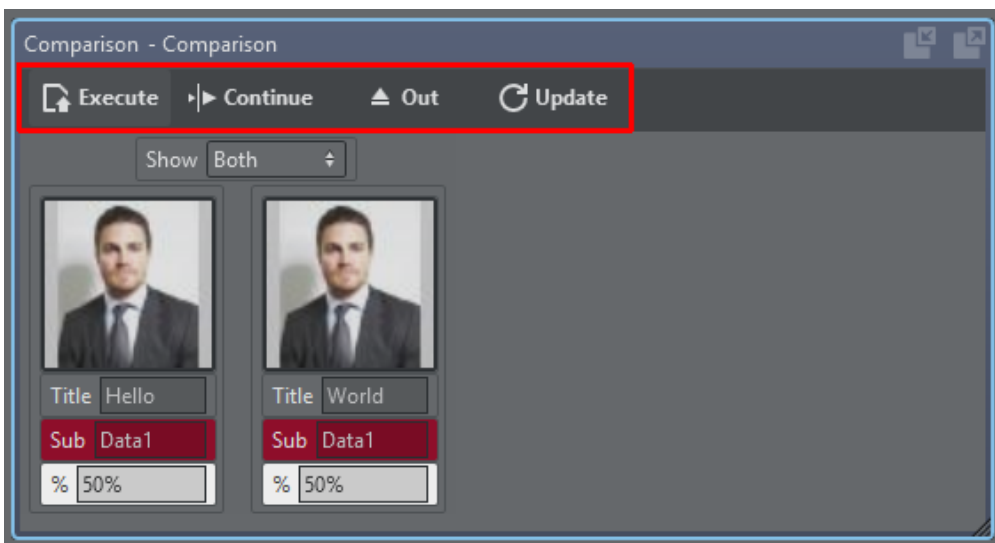 Comparison - Comparison
Execute Continue Out Update
Show Both
Title Hello Title World
Sub Data1 Sub Data1
% 50% % 50%